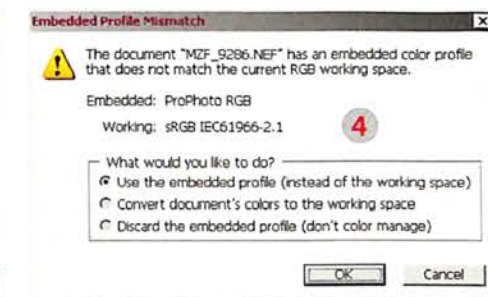 Embedded Profile Mismatch
The document "MZF_9286.NEF" has an embedded color profile
that does not match the current RGB working space.
Embedded: ProPhoto RGB
Working: sRGB IEC61966-2.1
4
What would you like to do?
Use the embedded profile (instead of the working space)
Convert document's colors to the working space
Discard the embedded profile (don't color manage)
OK Cancel